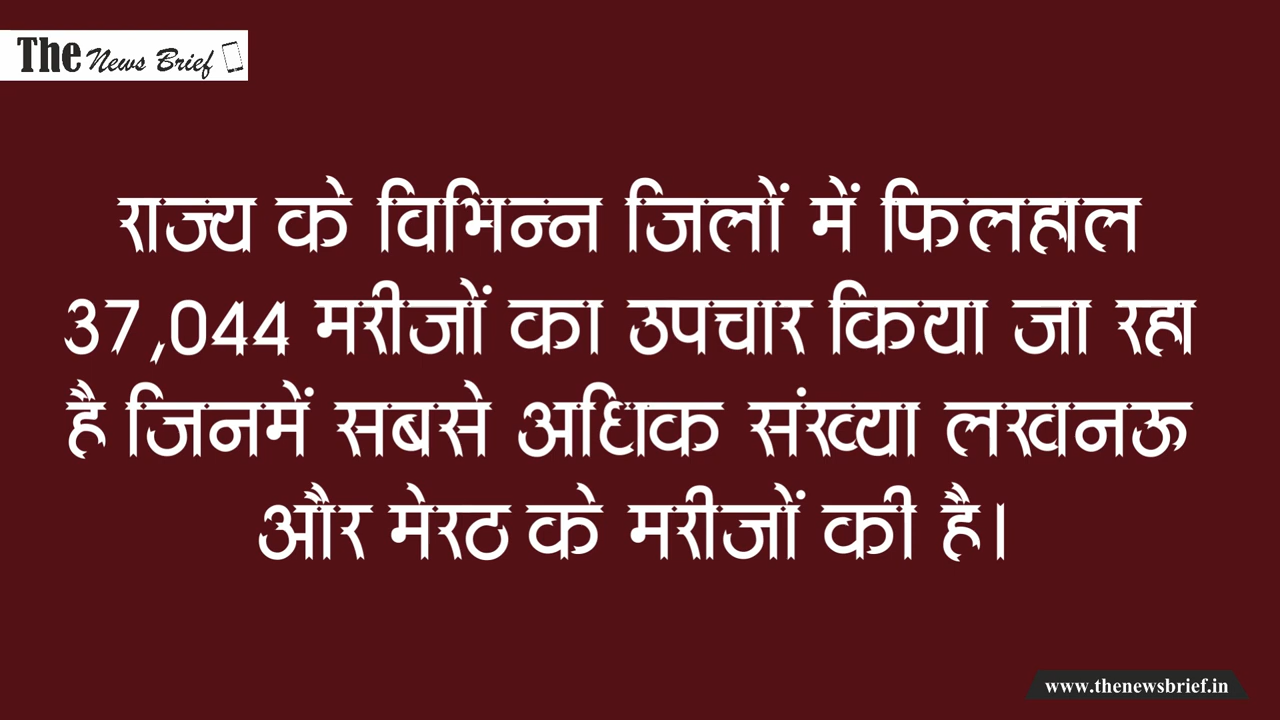 The News Brief
राज्य के विभिन्न जिलों में फिलहाल
37,044 मरीजों का उपचार किया जा रहा
है जिनमें सबसे अधिक संख्या लखनऊ
और मेरठ के मरीजों की है।
www.thenewsbrief.in